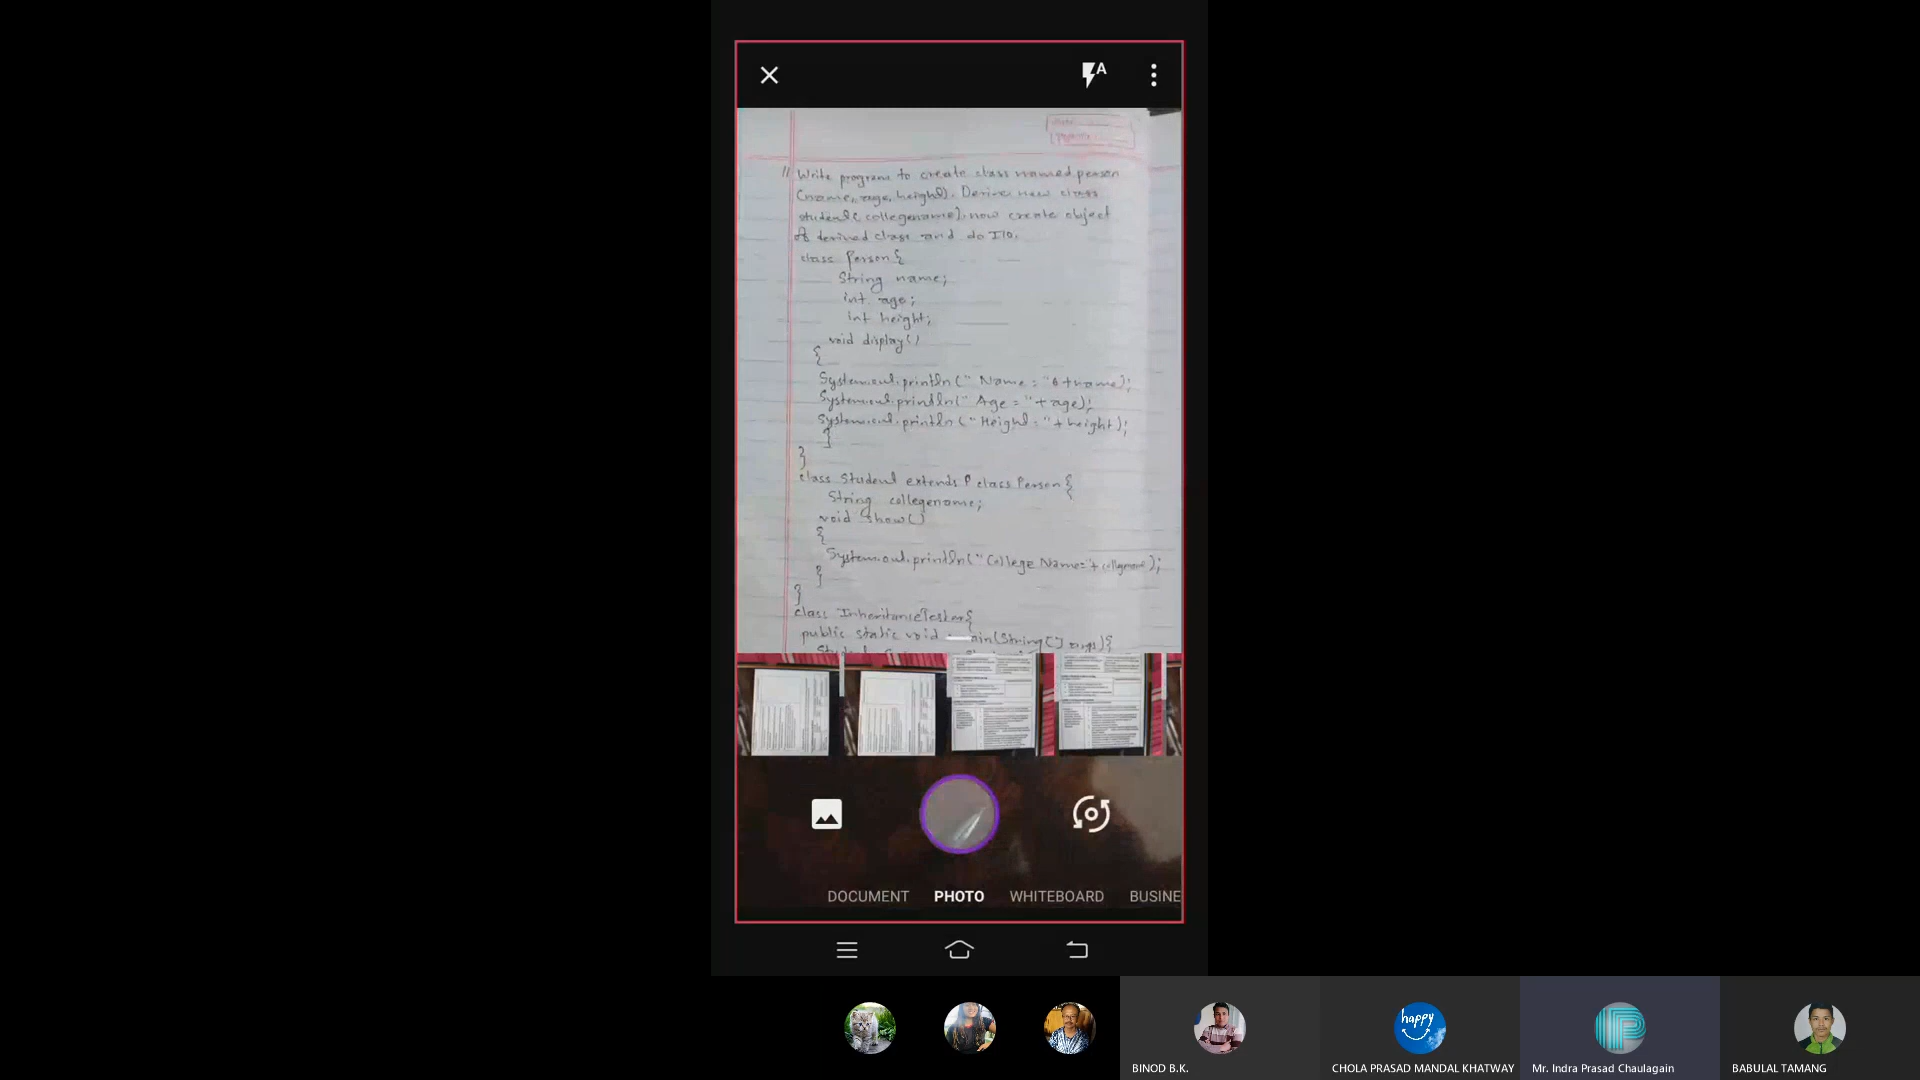 A
// Write program to create class named person
(name, age, height). Derive new class
student( collegename), now create object
of derived class and do I/O.
class Person{
String name;
int age;
int height;
void display()
{
System.out.println(" Name = " +name);
System.out.println(" Age = "+ age);
System.out.println("Height = "+ height);
}
}
class Student extends P class Person{
String collegename;
void show()
{
System.out.println("College Name="+ collegename);
}
}
class InheritanceTester{
public static void ain(String[] args){
DOCUMENT PHOTO WHITEBOARD BUSINE
happy
BINOD B.K. CHOLA PRASAD MANDAL KHATWAY Mr. Indra Prasad Chaulagain BABULAL TAMANG